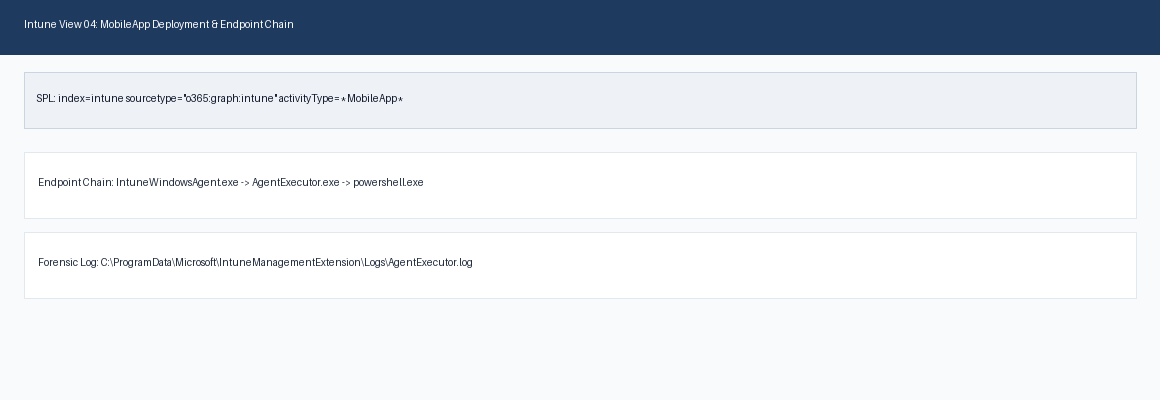 Intune View 04: MobileApp Deployment & Endpoint Chain
SPL: index=intune sourcetype="o365:graph:intune" activityType=*MobileApp*
Endpoint Chain: IntuneWindowsAgent.exe -> AgentExecutor.exe -> powershell.exe
Forensic Log: C:\ProgramData\Microsoft\IntuneManagementExtension\Logs\AgentExecutor.log